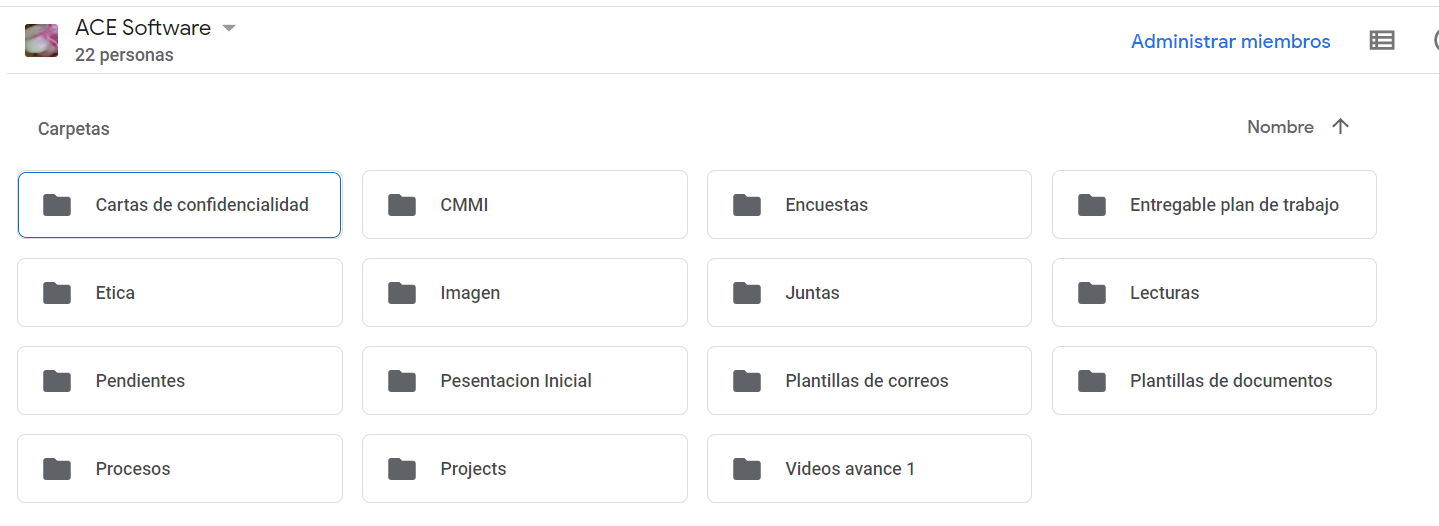 ACE Software
22 personas
Administrar miembros
Carpetas
Nombre
Cartas de confidencialidad
CMMI
Encuestas
Entregable plan de trabajo
Etica
Imagen
Juntas
Lecturas
Pendientes
Pesentacion Inicial
Plantillas de correos
Plantillas de documentos
Procesos
Projects
Videos avance 1